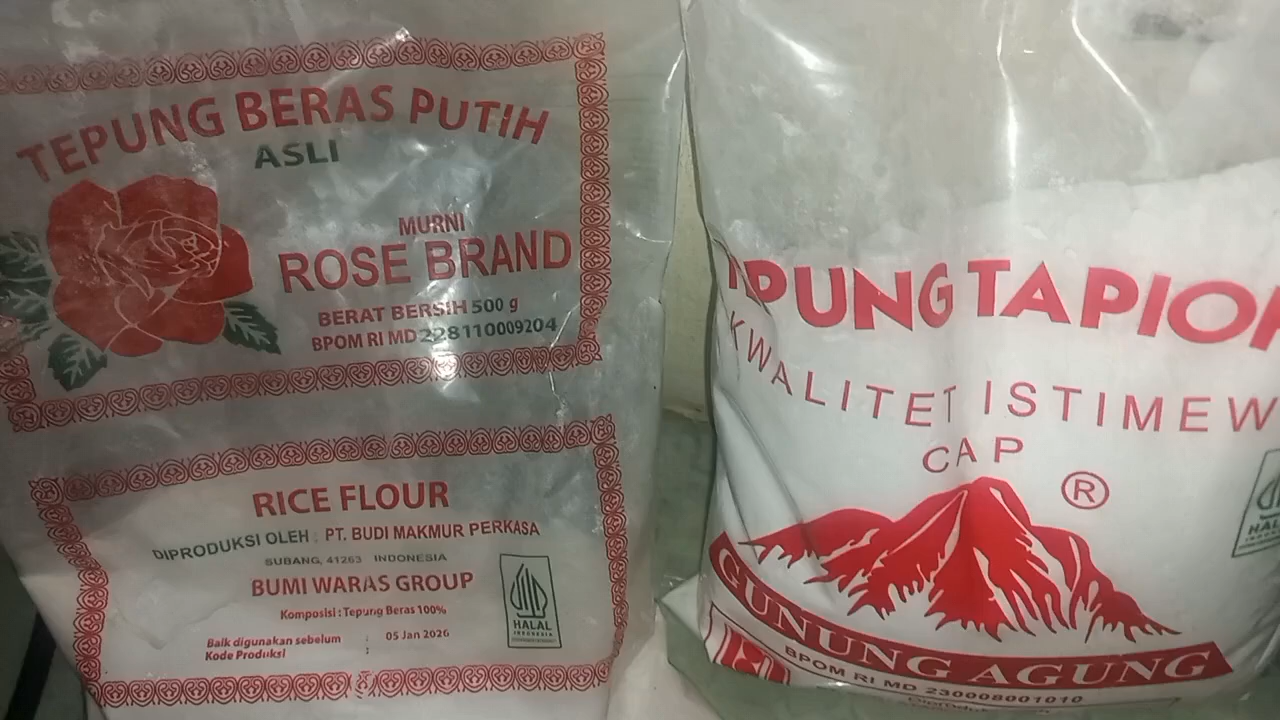 TEPUNG BERAS PUTIH
ASLI
MURNI
ROSE BRAND
BERAT BERSIH 500 g
BPOM RI MD 228110009204
RICE FLOUR
DIPRODUKSI OLEH : PT. BUDI MAKMUR PERKASA
SUBANG, 41263 INDONESIA
BUMI WARAS GROUP
Komposisi : Tepung Beras 100%
Baik digunakan sebelum : 05 Jan 2026
Kode Produksi :
HALAL
INDONESIA
PUNG TAPIO
KWALITET ISTIMEW
CAP
®
GUNUNG AGUNG
BPOM RI MD 230008001010
HALAL